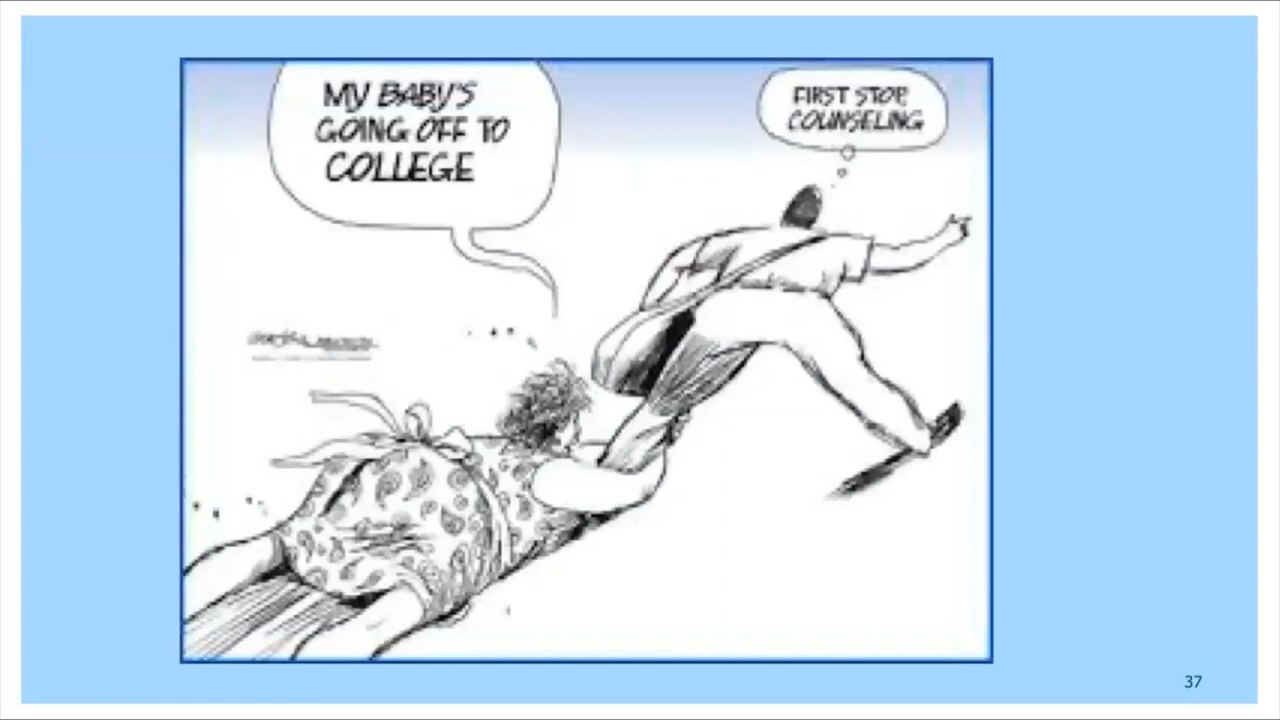 MY BABY'S
GOING OFF TO
COLLEGE
FIRST STOP,
COUNSELING
37